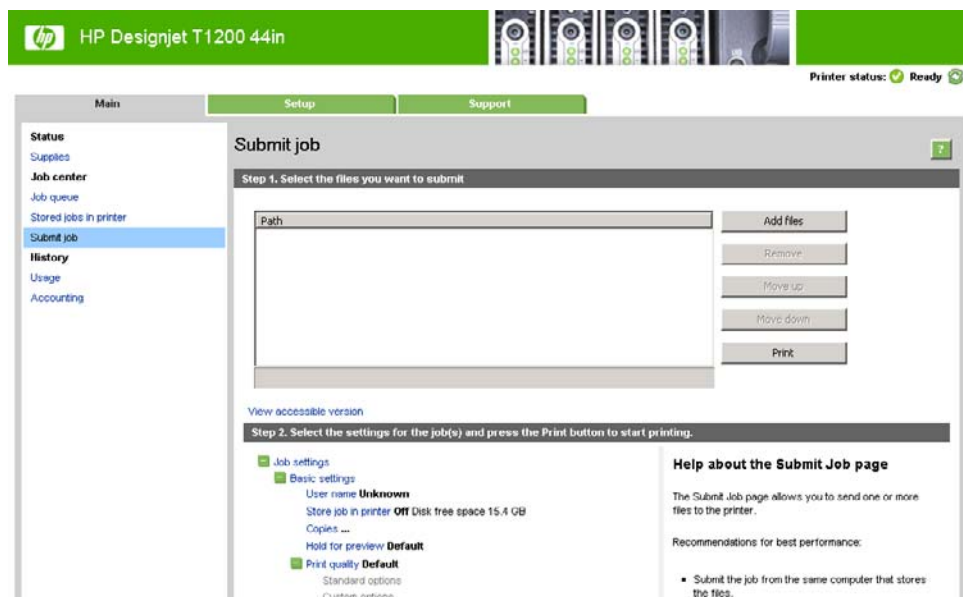 hp HP Designjet T1200 44in
Printer status: Ready
Main Setup Support
Status
Supplies
Job center
Job queue
Stored jobs in printer
Submit job
History
Usage
Accounting
Submit job
?
Step 1. Select the files you want to submit
Path
Add files
Remove
Move up
Move down
Print
View accessible version
Step 2. Select the settings for the job(s) and press the Print button to start printing.
Job settings
Basic settings
User name Unknown
Store job in printer Off Disk free space 15.4 GB
Copies ...
Hold for preview Default
Print quality Default
Standard options
Custom options
Help about the Submit Job page
The Submit Job page allows you to send one or more
files to the printer.
Recommendations for best performance:
Submit the job from the same computer that stores
the files.